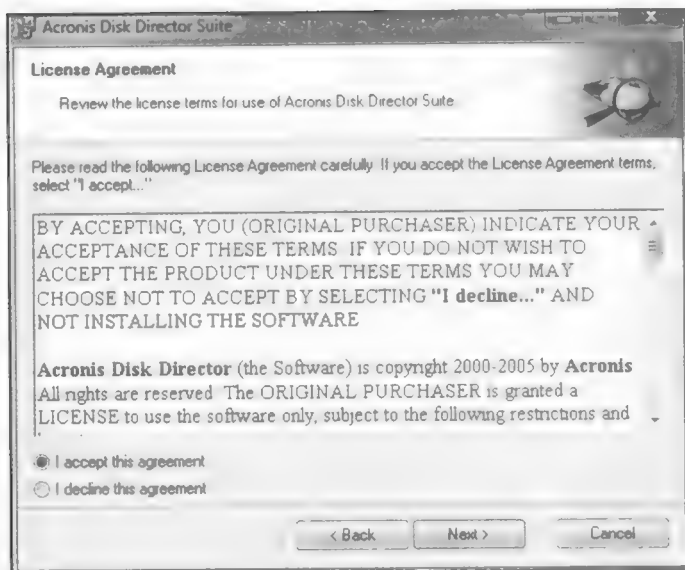 Acronis Disk Director Suite
License Agreement
Review the license terms for use of Acronis Disk Director Suite
Please read the following License Agreement carefully If you accept the License Agreement terms,
select "I accept..."
BY ACCEPTING, YOU (ORIGINAL PURCHASER) INDICATE YOUR
ACCEPTANCE OF THESE TERMS IF YOU DO NOT WISH TO
ACCEPT THE PRODUCT UNDER THESE TERMS YOU MAY
CHOOSE NOT TO ACCEPT BY SELECTING "I decline..." AND
NOT INSTALLING THE SOFTWARE
Acronis Disk Director (the Software) is copyright 2000-2005 by Acronis
All rights are reserved The ORIGINAL PURCHASER is granted a
LICENSE to use the software only, subject to the following restrictions and
I accept this agreement
I decline this agreement
< Back
Next >
Cancel